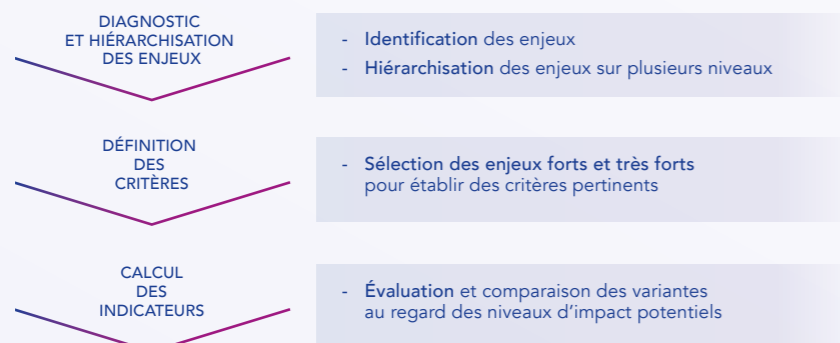 DIAGNOSTIC
ET HIÉRARCHISATION
DES ENJEUX
- Identification des enjeux
- Hiérarchisation des enjeux sur plusieurs niveaux
DÉFINITION
DES
CRITÈRES
- Sélection des enjeux forts et très forts
pour établir des critères pertinents
CALCUL
DES
INDICATEURS
- Évaluation et comparaison des variantes
au regard des niveaux d’impact potentiels